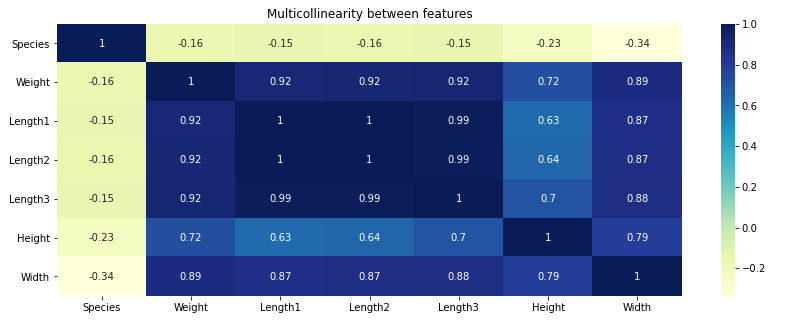 Multicollinearity between features
Species 1 -0.16 -0.15 -0.16 -0.15 -0.23 -0.34
Weight -0.16 1 0.92 0.92 0.92 0.72 0.89
Length1 -0.15 0.92 1 1 0.99 0.63 0.87
Length2 -0.16 0.92 1 1 0.99 0.64 0.87
Length3 -0.15 0.92 0.99 0.99 1 0.7 0.88
Height -0.23 0.72 0.63 0.64 0.7 1 0.79
Width -0.34 0.89 0.87 0.87 0.88 0.79 1
Species Weight Length1 Length2 Length3 Height Width
1.0
0.8
0.6
0.4
0.2
0.0
−0.2